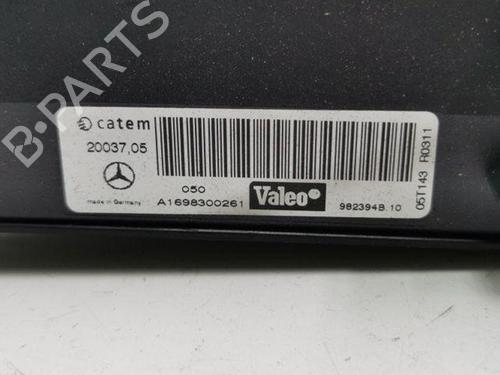 B-PARTS
catem
20037,05
050
made in Germany
A1698300261
Valeo
982394B.10
05T143 R0311